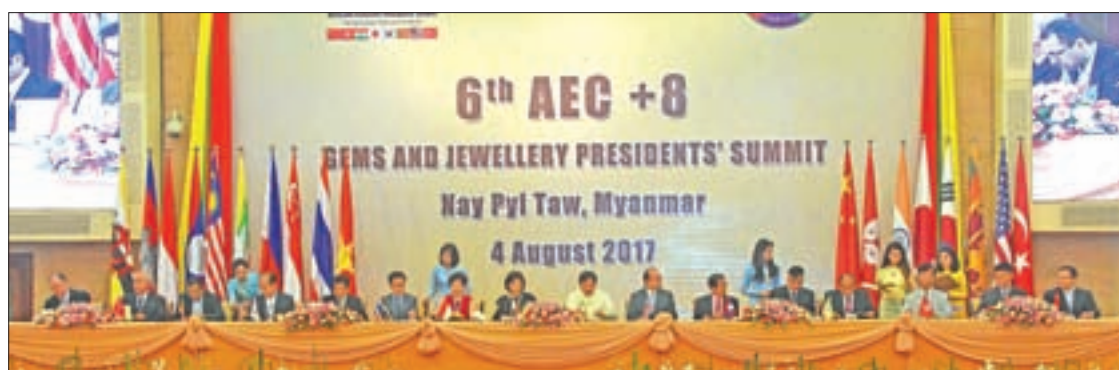 6th AEC +8
GEMS AND JEWELLERY PRESIDENTS' SUMMIT
Nay Pyi Taw, Myanmar
4 August 2017